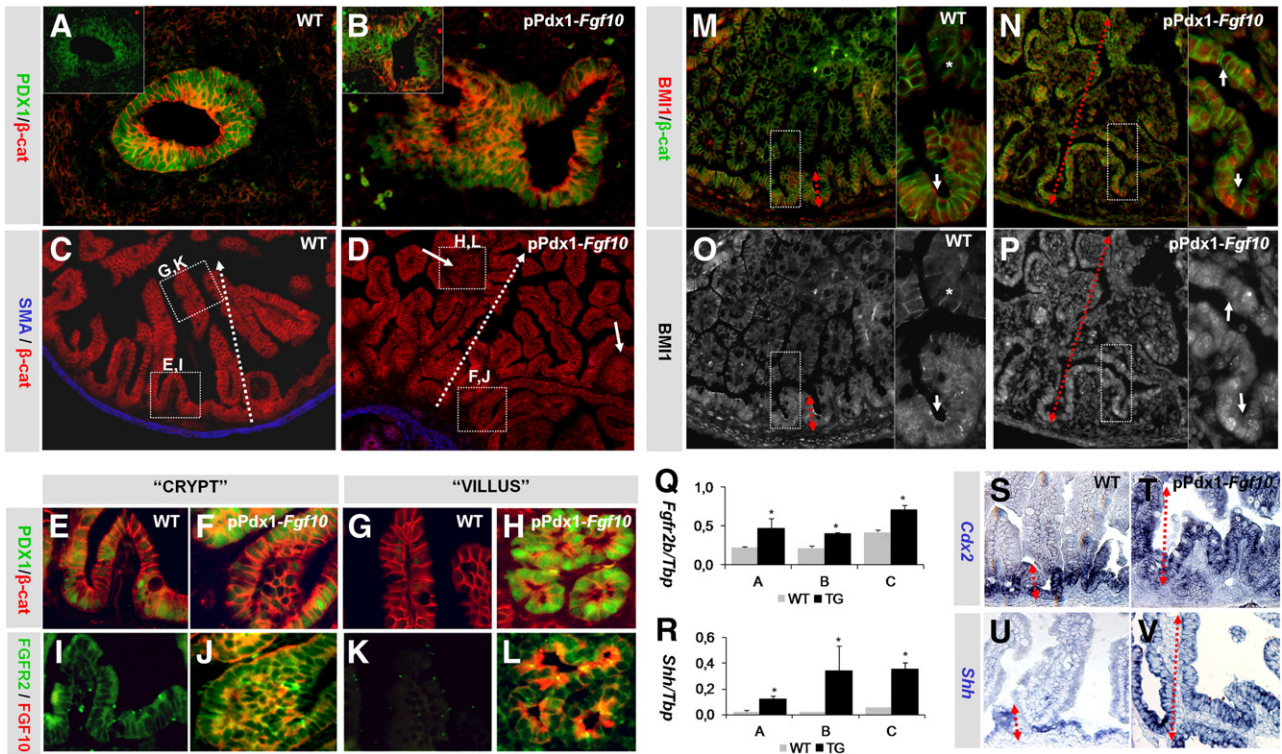 A
WT
B
pPdx1-Fgf10
PDX1/β-cat
C
WT
G,K
E,I
D
pPdx1-Fgf10
H,L
F,J
SMA / β-cat
M
WT
*
N
pPdx1-Fgf10
BMI1/β-cat
O
WT
*
P
pPdx1-Fgf10
BMI1
"CRYPT"
"VILLUS"
E
WT
F
pPdx1-Fgf10
G
WT
H
pPdx1-Fgf10
PDX1/β-cat
I
J
K
L
FGFR2 / FGF10
Q
Fgfr2b/Tbp
1,0
0,5
0,0
*
*
*
A
B
C
WT
TG
R
Shh/Tbp
0,6
0,4
0,2
0,0
*
*
*
A
B
C
WT
TG
S
WT
T
pPdx1-Fgf10
Cdx2
U
V
Shh